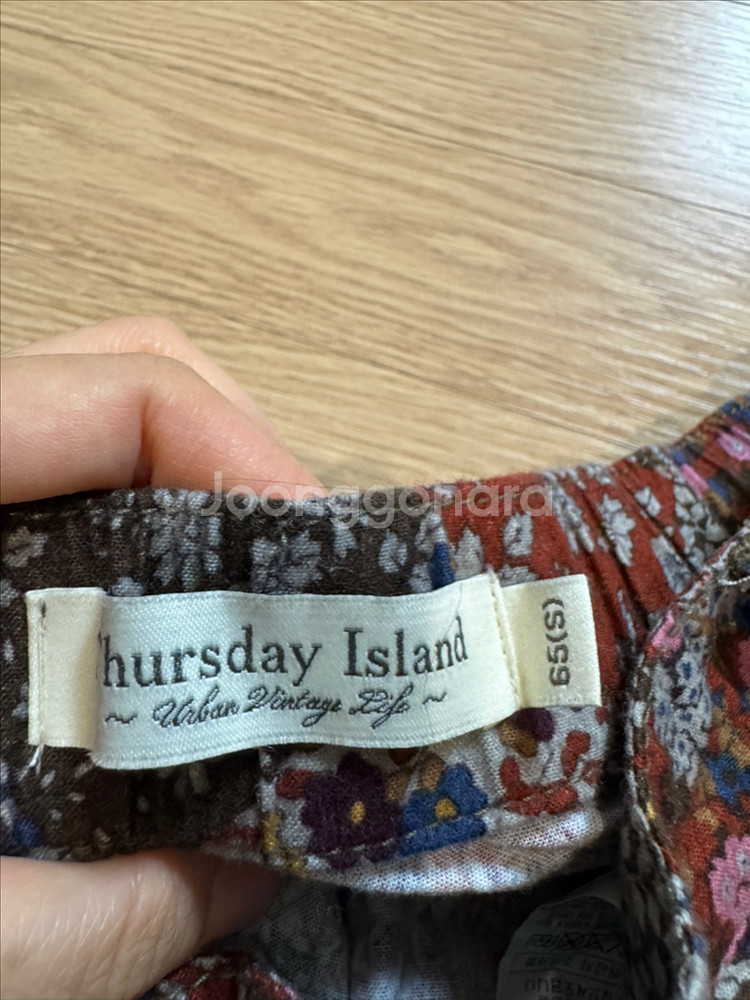 Joonggonara
Thursday Island
~ Urban Vintage Life ~
65(S)